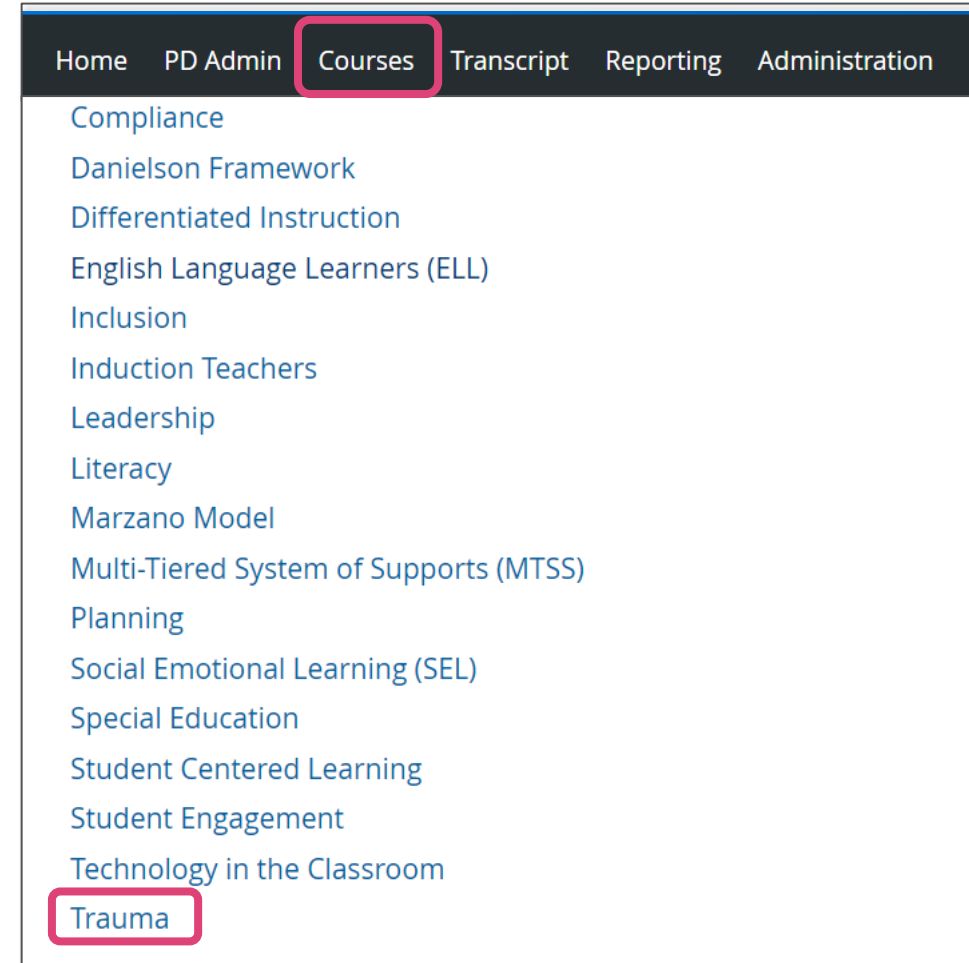 Home PD Admin Courses Transcript Reporting Administration
Compliance
Danielson Framework
Differentiated Instruction
English Language Learners (ELL)
Inclusion
Induction Teachers
Leadership
Literacy
Marzano Model
Multi-Tiered System of Supports (MTSS)
Planning
Social Emotional Learning (SEL)
Special Education
Student Centered Learning
Student Engagement
Technology in the Classroom
Trauma